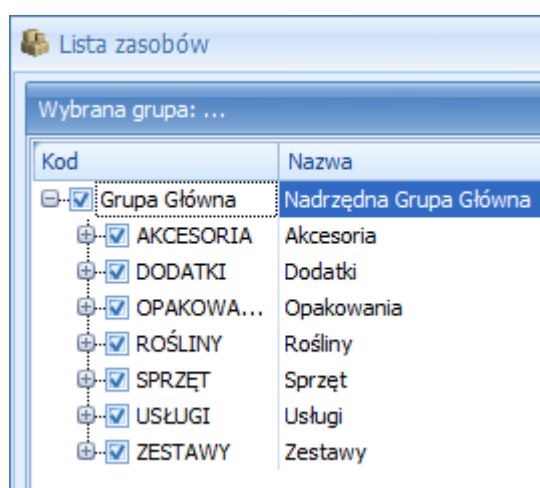 Lista zasobów
Wybrana grupa: ...
Kod Nazwa
Grupa Główna Nadrzędna Grupa Główna
AKCESORIA Akcesoria
DODATKI Dodatki
OPAKOWA... Opakowania
ROŚLINY Rośliny
SPRZĘT Sprzęt
USŁUGI Usługi
ZESTAWY Zestawy